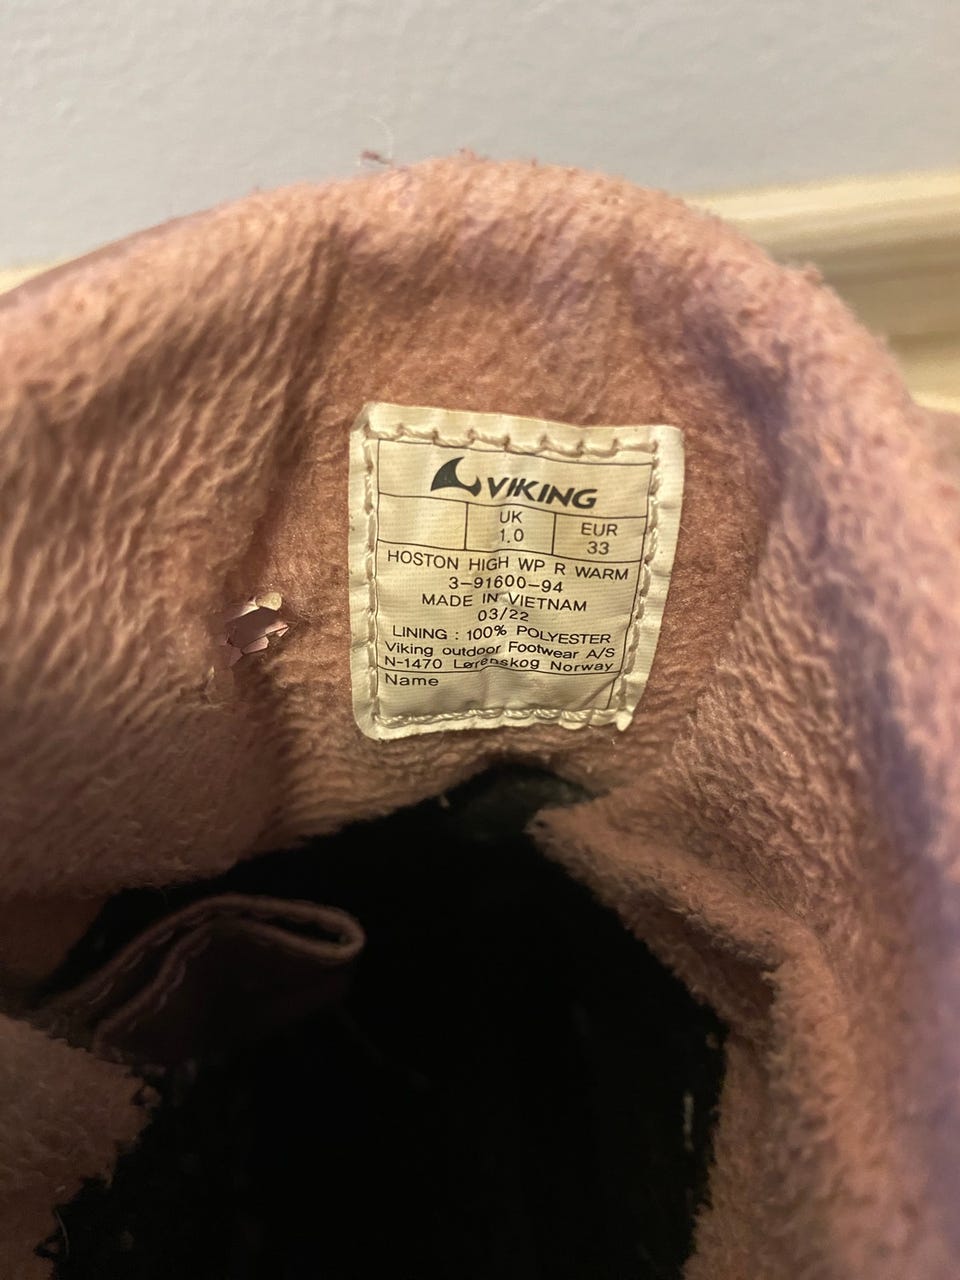 VIKING
UK EUR
1.0 33
HOSTON HIGH WP R WARM
3-91600-94
MADE IN VIETNAM
03/22
LINING : 100% POLYESTER
Viking outdoor Footwear A/S
N-1470 Lørenskog Norway
Name